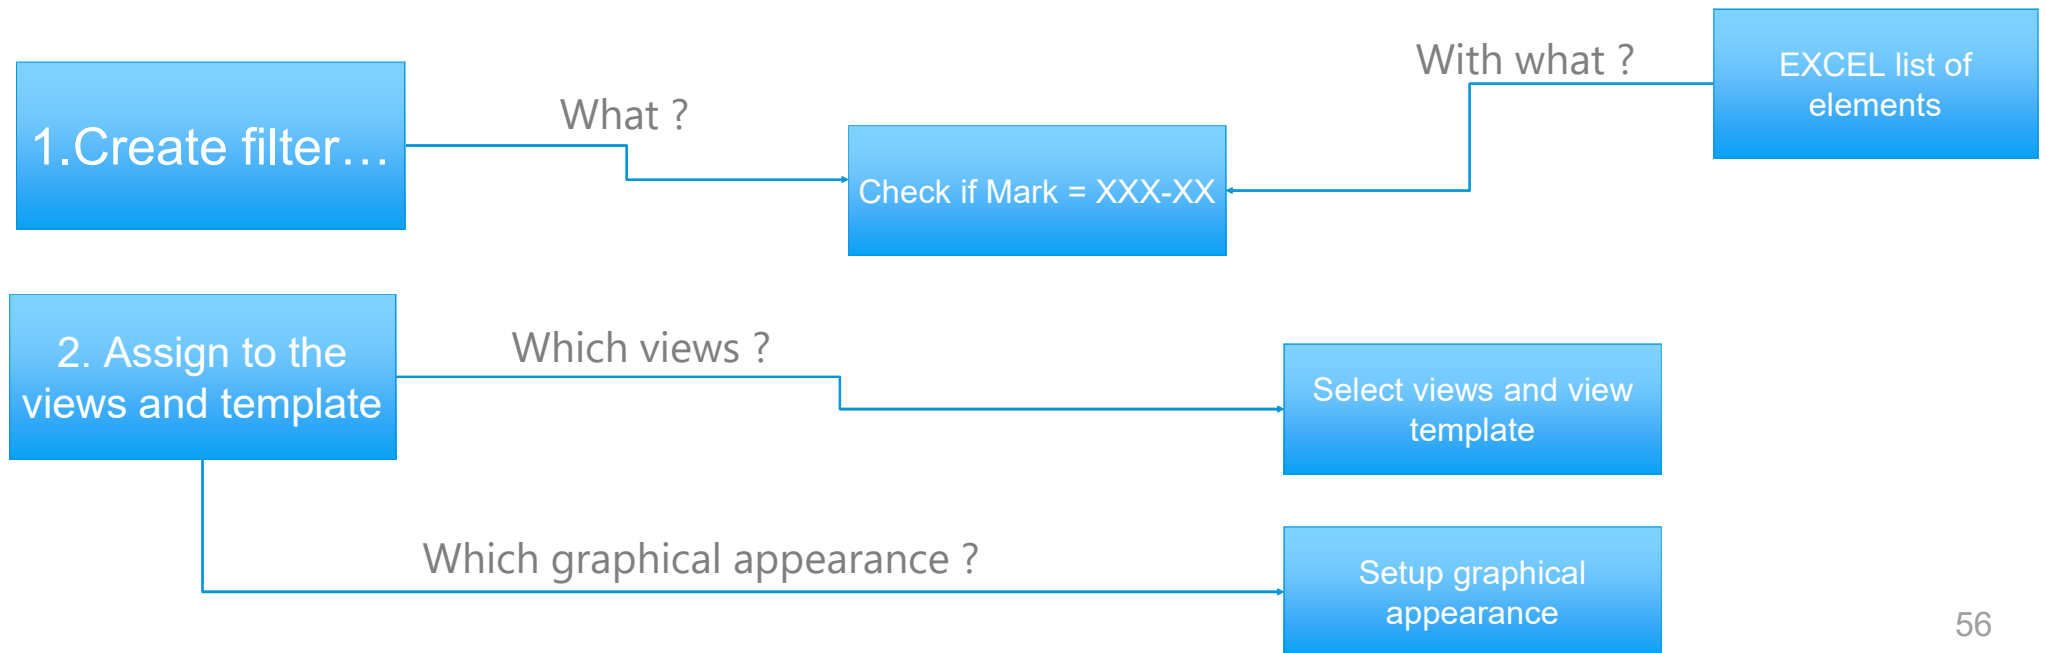 1.Create filter…
What ?
Check if Mark = XXX-XX
With what ?
EXCEL list of
elements
2. Assign to the
views and template
Which views ?
Select views and view
template
Which graphical appearance ?
Setup graphical
appearance
56